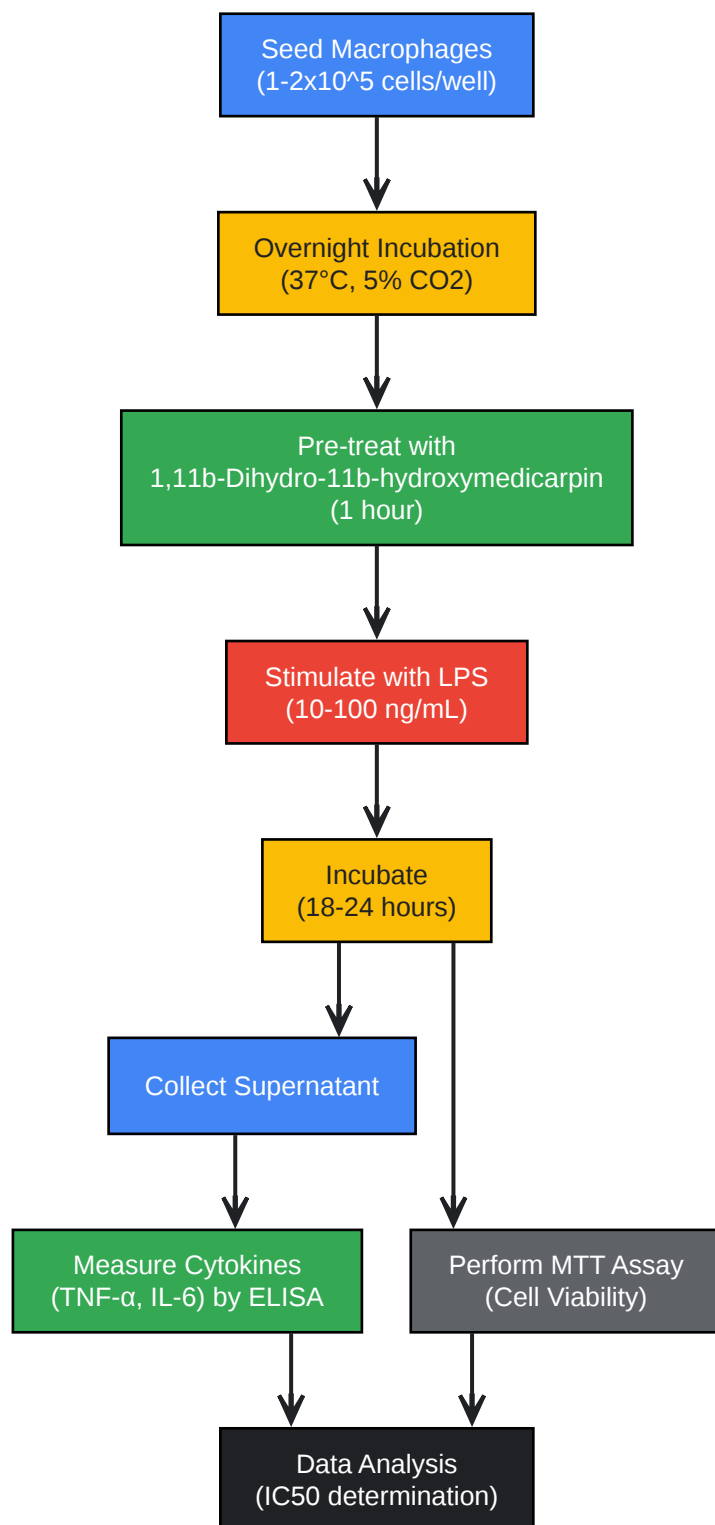 Seed Macrophages
(1-2x10^5 cells/well)
Overnight Incubation
(37°C, 5% CO2)
Pre-treat with
1,11b-Dihydro-11b-hydroxymedicarpin
(1 hour)
Stimulate with LPS
(10-100 ng/mL)
Incubate
(18-24 hours)
Collect Supernatant
Measure Cytokines
(TNF-α, IL-6) by ELISA
Perform MTT Assay
(Cell Viability)
Data Analysis
(IC50 determination)